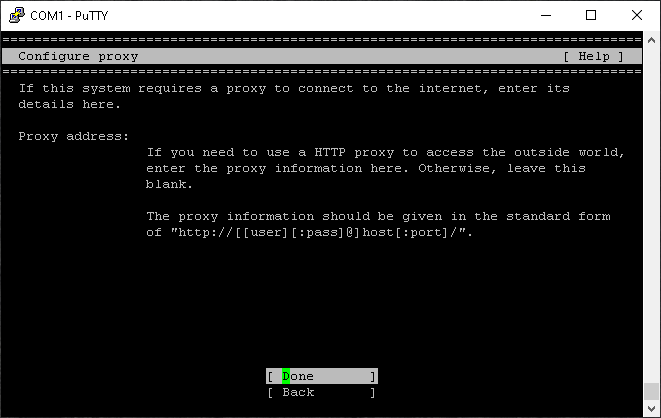 COM1 - PuTTY
================================================================================
Configure proxy [ Help ]
================================================================================
If this system requires a proxy to connect to the internet, enter its
details here.
Proxy address:
If you need to use a HTTP proxy to access the outside world,
enter the proxy information here. Otherwise, leave this
blank.
The proxy information should be given in the standard form
of "http://[[user][:pass]@]host[:port]/".
[ Done ]
[ Back ]